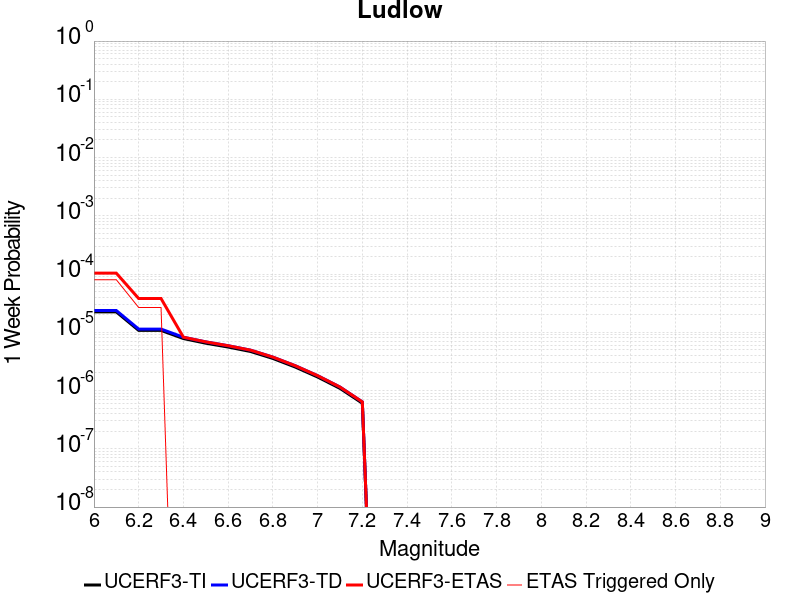 Ludlow
10^0
10^-1
10^-2
10^-3
10^-4
10^-5
10^-6
10^-7
10^-8
1 Week Probability
6 6.2 6.4 6.6 6.8 7 7.2 7.4 7.6 7.8 8 8.2 8.4 8.6 8.8 9
Magnitude
UCERF3-TI UCERF3-TD UCERF3-ETAS ETAS Triggered Only